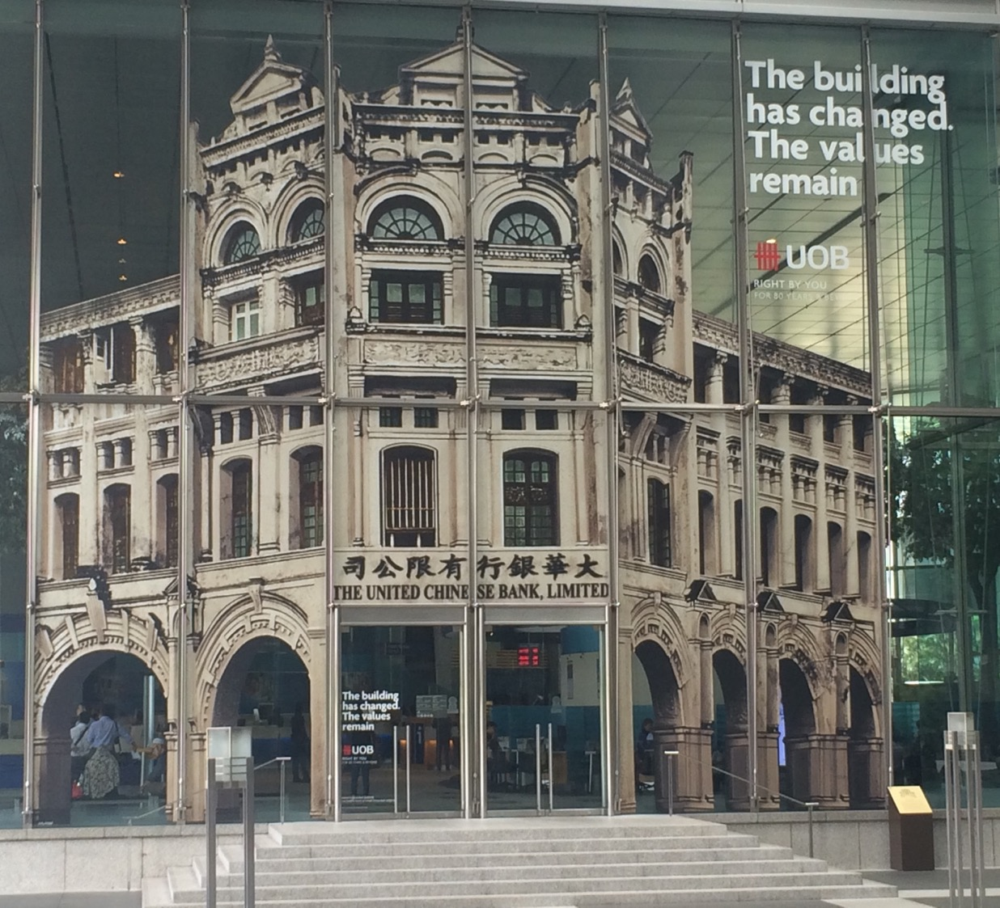 The building
has changed.
The values
remain
UOB
RIGHT BY YOU
FOR 80 YEARS &
司公限有行銀華大
THE UNITED CHINESE BANK, LIMITED
The building
has changed.
The values
remain
UOB
RIGHT BY YOU